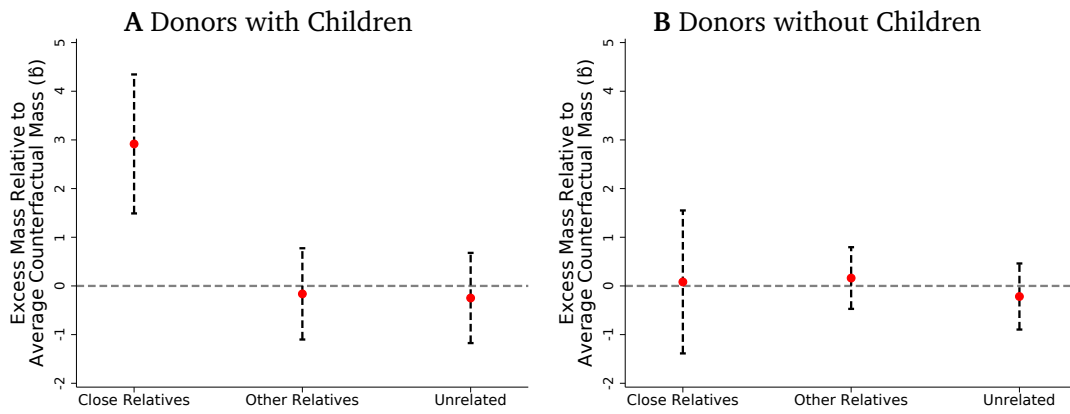 A Donors with Children
Excess Mass Relative to
Average Counterfactual Mass (b̂)
5
4
3
2
1
0
-1
-2
Close Relatives
Other Relatives
Unrelated
B Donors without Children
Excess Mass Relative to
Average Counterfactual Mass (b̂)
5
4
3
2
1
0
-1
-2
Close Relatives
Other Relatives
Unrelated